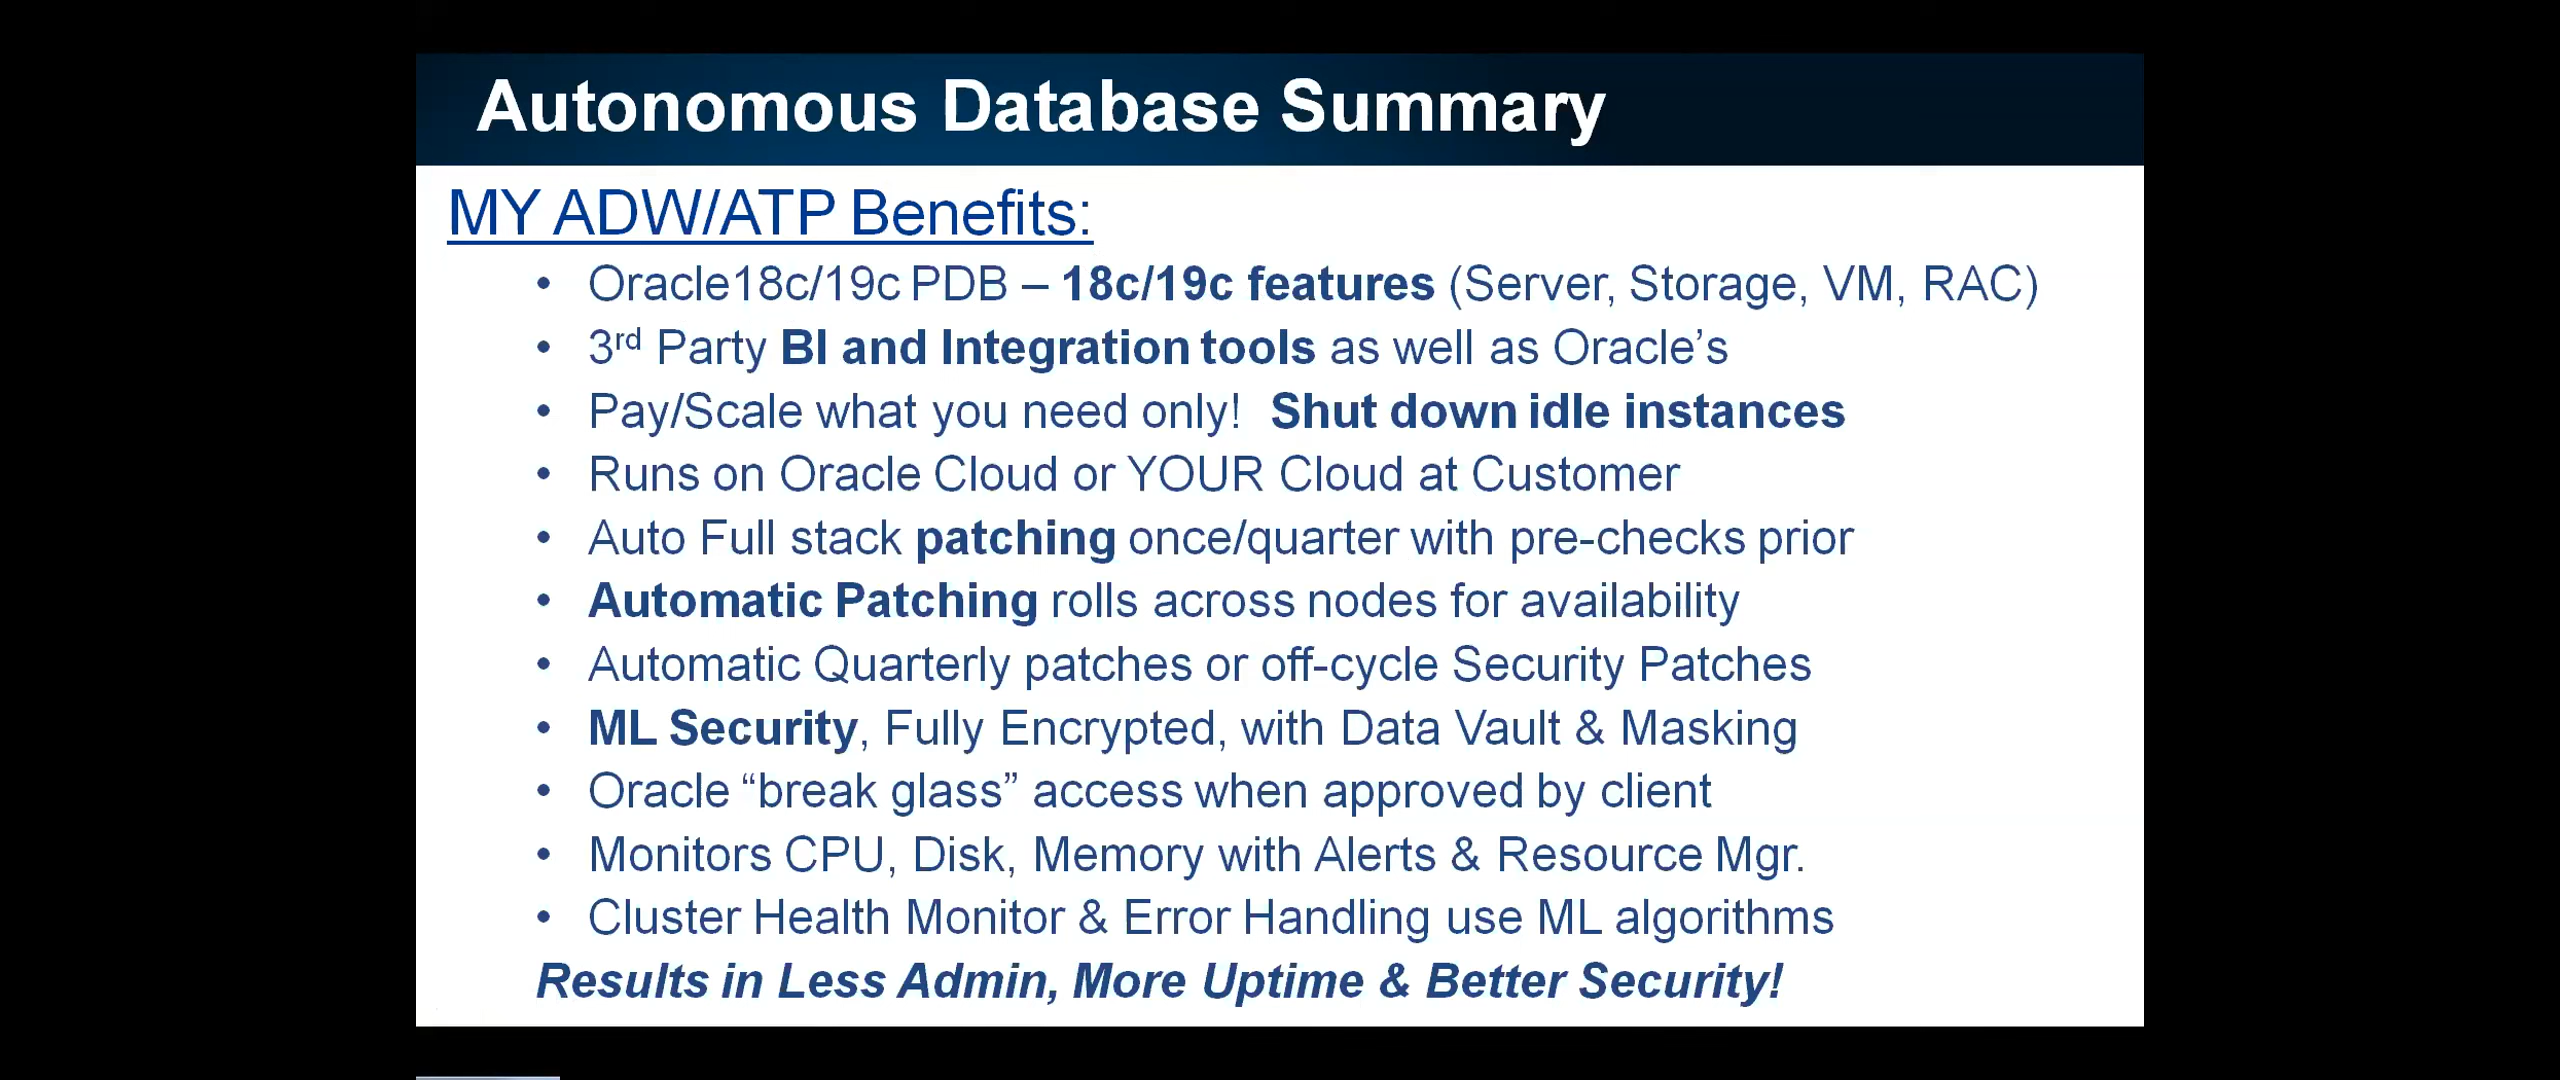 Autonomous Database Summary
MY ADW/ATP Benefits:
• Oracle18c/19c PDB – 18c/19c features (Server, Storage, VM, RAC)
• 3rd Party BI and Integration tools as well as Oracle’s
• Pay/Scale what you need only! Shut down idle instances
• Runs on Oracle Cloud or YOUR Cloud at Customer
• Auto Full stack patching once/quarter with pre-checks prior
• Automatic Patching rolls across nodes for availability
• Automatic Quarterly patches or off-cycle Security Patches
• ML Security, Fully Encrypted, with Data Vault & Masking
• Oracle “break glass” access when approved by client
• Monitors CPU, Disk, Memory with Alerts & Resource Mgr.
• Cluster Health Monitor & Error Handling use ML algorithms
Results in Less Admin, More Uptime & Better Security!